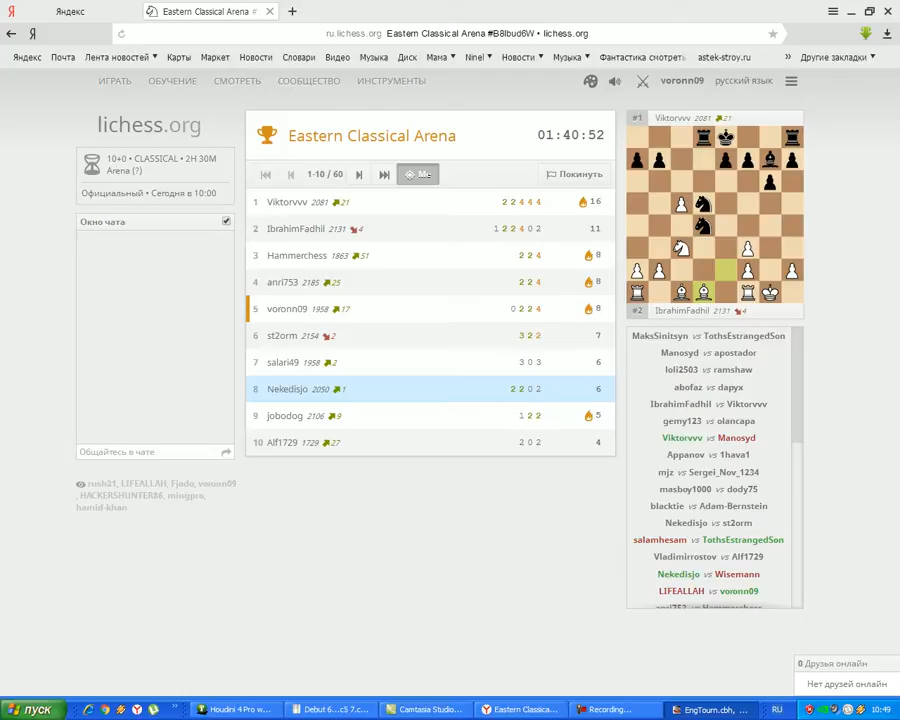 Яндекс
Eastern Classical Arena #
ru.lichess.org Eastern Classical Arena #B8lbud6W • lichess.org
Яндекс Почта Лента новостей Карты Маркет Новости Словари Видео Музыка Диск Мама Ninel Новости Музыка Фантастика смотреть astek-stroy.ru » Другие закладки
ИГРАТЬ ОБУЧЕНИЕ СМОТРЕТЬ СООБЩЕСТВО ИНСТРУМЕНТЫ
voronn09 русский язык
lichess.org
10+0 • CLASSICAL • 2H 30M
Arena (?)
Официальный • Сегодня в 10:00
Окно чата
Общайтесь в чате
rush21, LIFEALLAH, Fjodo, voronn09
, HACKERSHUNTER86, mingpro,
hamid-khan
Eastern Classical Arena 01:40:52
1-10 / 60 Me Покинуть
1 Viktorvvv 2081 21 2 2 4 4 4 16
2 IbrahimFadhil 2131 4 1 2 2 4 0 2 11
3 Hammerchess 1863 51 2 2 4 8
4 anri753 2185 25 2 2 4 8
5 voronn09 1958 17 0 2 2 4 8
6 st2orm 2154 2 3 2 2 7
7 salari49 1958 2 3 0 3 6
8 Nekedisjo 2050 1 2 2 0 2 6
9 jobodog 2106 9 1 2 2 5
10 Alf1729 1729 27 2 0 2 4
#1 Viktorvvv 2081 21
#2 IbrahimFadhil 2131 4
MaksSinitsyn vs TothsEstrangedSon
Manosyd vs apostador
loli2503 vs ramshaw
abofaz vs dapyx
IbrahimFadhil vs Viktorvvv
gemy123 vs olancapa
Viktorvvv vs Manosyd
Appanov vs 1hava1
mjz vs Sergei_Nov_1234
masboy1000 vs dody75
blacktie vs Adam-Bernstein
Nekedisjo vs st2orm
salamhesam vs TothsEstrangedSon
Vladimirrostov vs Alf1729
Nekedisjo vs Wisemann
LIFEALLAH vs voronn09
anri753 vs Hammerchess
0 Друзья онлайн
Нет друзей онлайн
пуск » Houdini 4 Pro w... Debut 6...c5 7.c... Camtasia Studio... Eastern Classica... Recording... EngTourn.cbh, ... RU 10:49